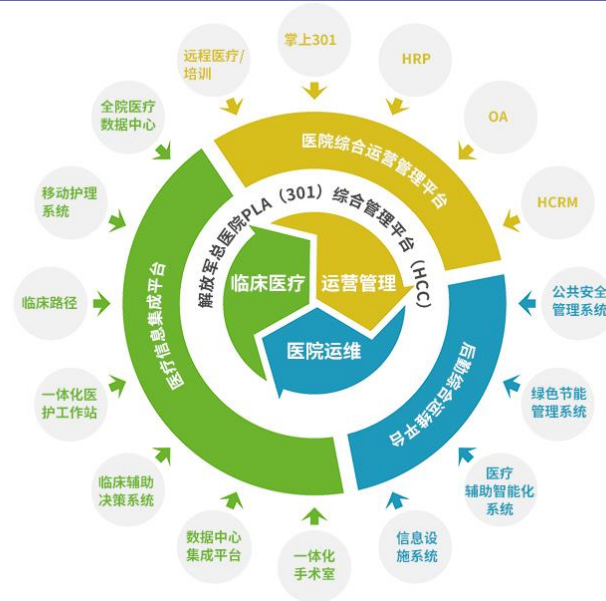 掌上301
远程医疗/
培训
HRP
全院医疗
数据中心
OA
移动护理
系统
HCRM
医院综合运营管理平台
解放军总医院PLA（301）综合管理平台（HCC）
医疗信息集成平台
后勤综合运维平台
临床医疗
运营管理
医院运维
临床路径
公共安全
管理系统
一体化医
护工作站
绿色节能
管理系统
临床辅助
决策系统
医疗
辅助智能化
系统
数据中心
集成平台
一体化
手术室
信息设
施系统